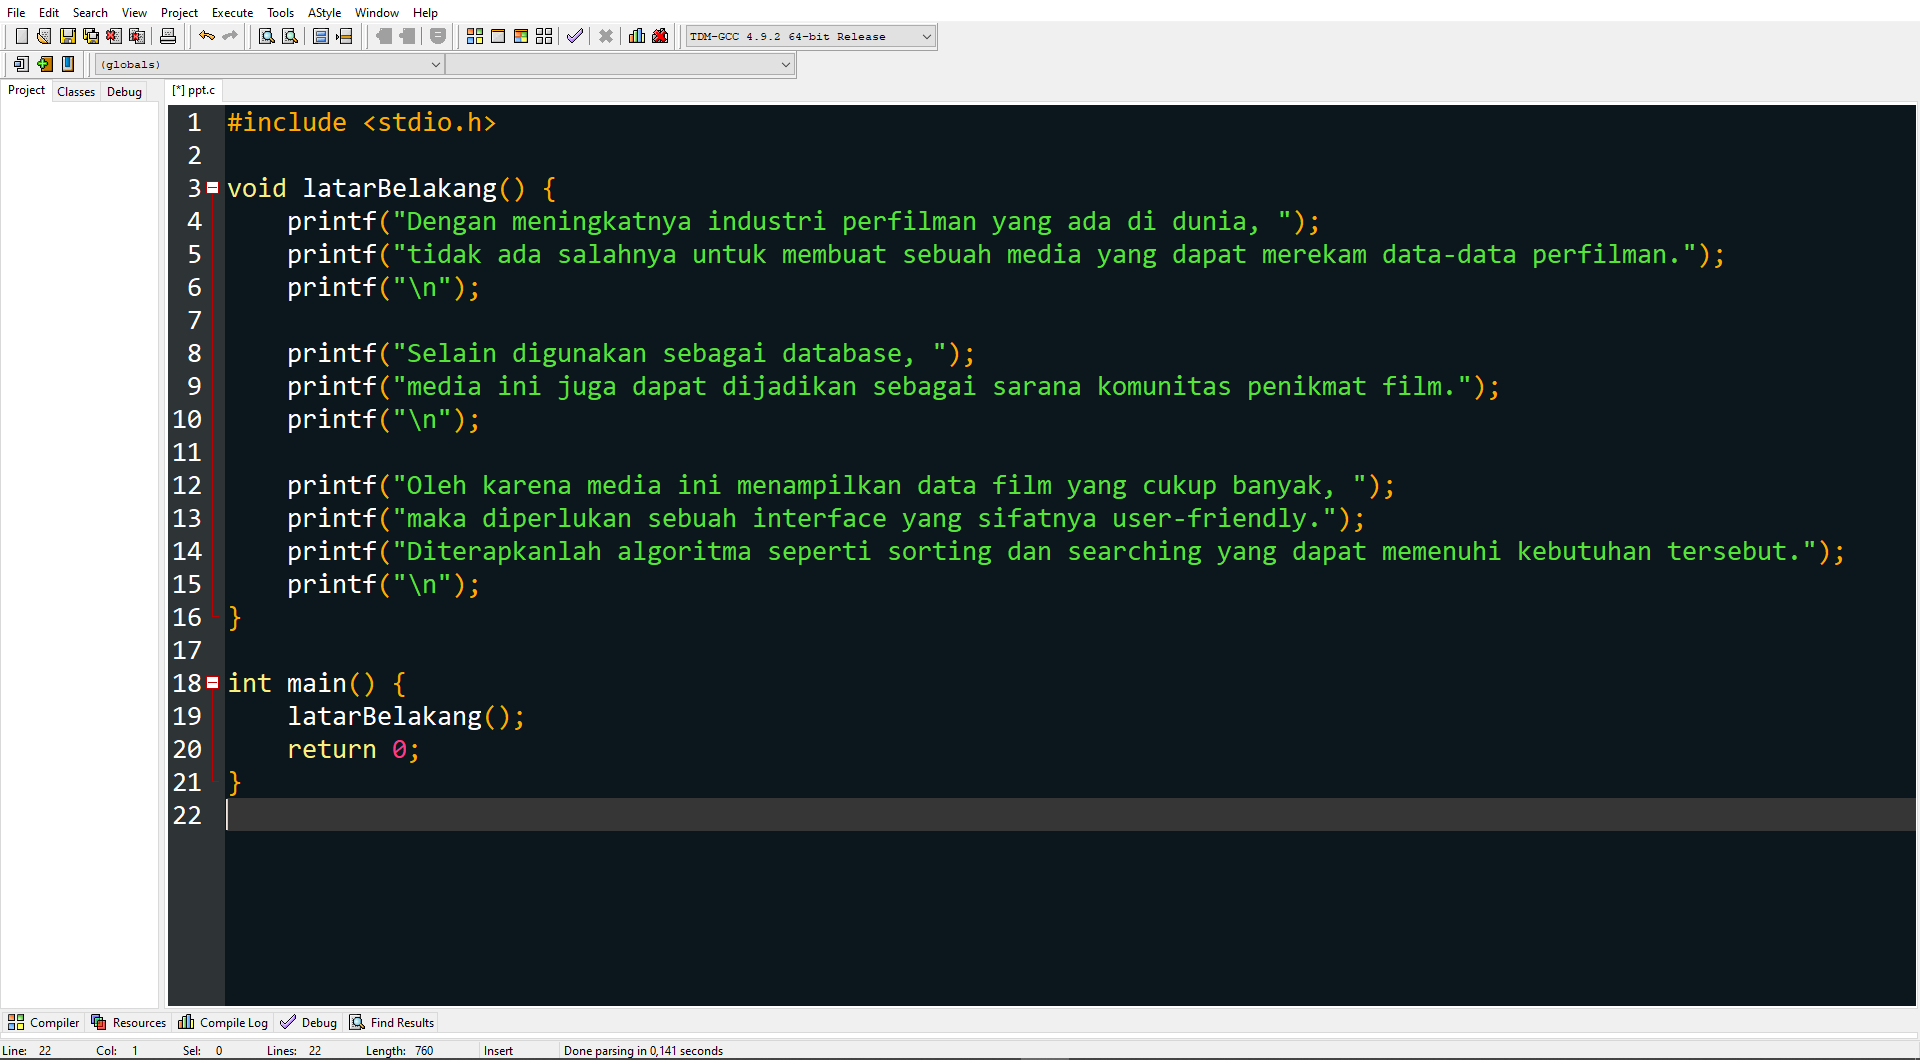 File Edit Search View Project Execute Tools AStyle Window Help
TDM-GCC 4.9.2 64-bit Release
(globals)
Project Classes Debug
[*] ppt.c
1 #include <stdio.h>
2
3 void latarBelakang() {
4     printf("Dengan meningkatnya industri perfilman yang ada di dunia, ");
5     printf("tidak ada salahnya untuk membuat sebuah media yang dapat merekam data-data perfilman.");
6     printf("\n");
7
8     printf("Selain digunakan sebagai database, ");
9     printf("media ini juga dapat dijadikan sebagai sarana komunitas penikmat film.");
10     printf("\n");
11
12     printf("Oleh karena media ini menampilkan data film yang cukup banyak, ");
13     printf("maka diperlukan sebuah interface yang sifatnya user-friendly.");
14     printf("Diterapkanlah algoritma seperti sorting dan searching yang dapat memenuhi kebutuhan tersebut.");
15     printf("\n");
16 }
17
18 int main() {
19     latarBelakang();
20     return 0;
21 }
22
Compiler Resources Compile Log Debug Find Results
Line: 22 Col: 1 Sel: 0 Lines: 22 Length: 760 Insert Done parsing in 0,141 seconds